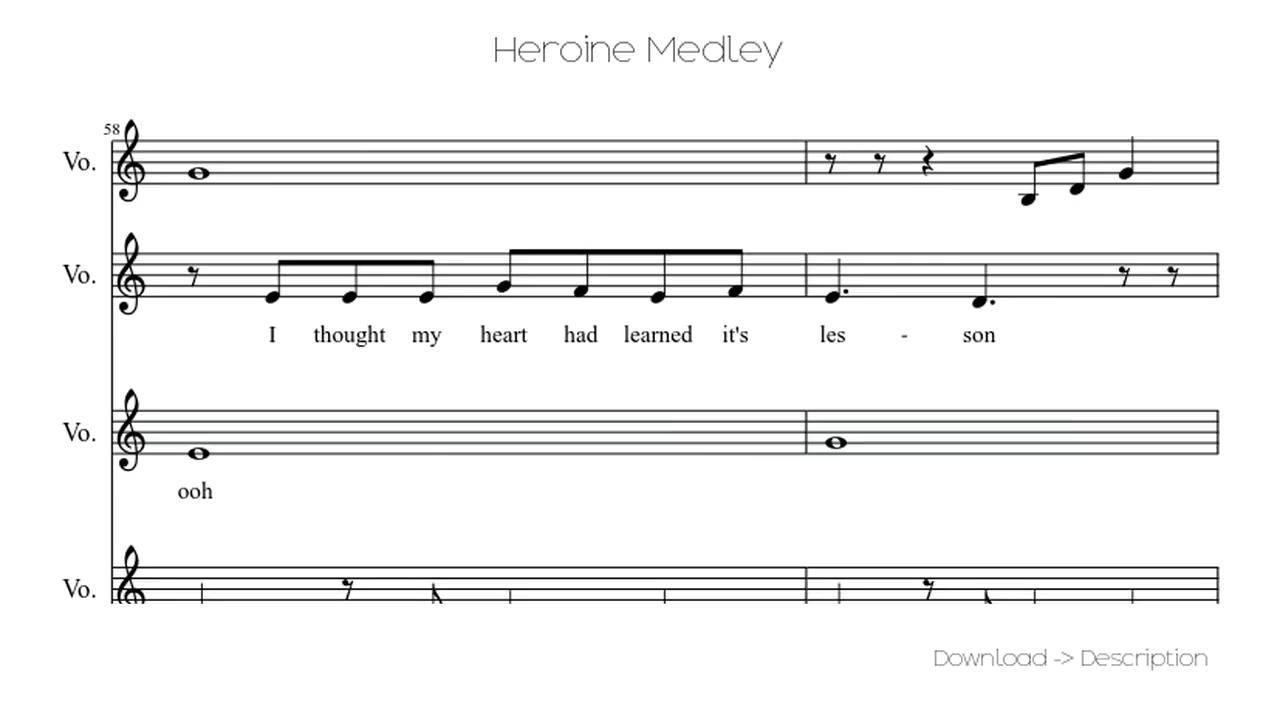 Heroine Medley
58
Vo.
Vo.
I thought my heart had learned it's les - son
Vo.
ooh
Vo.
Download -> Description